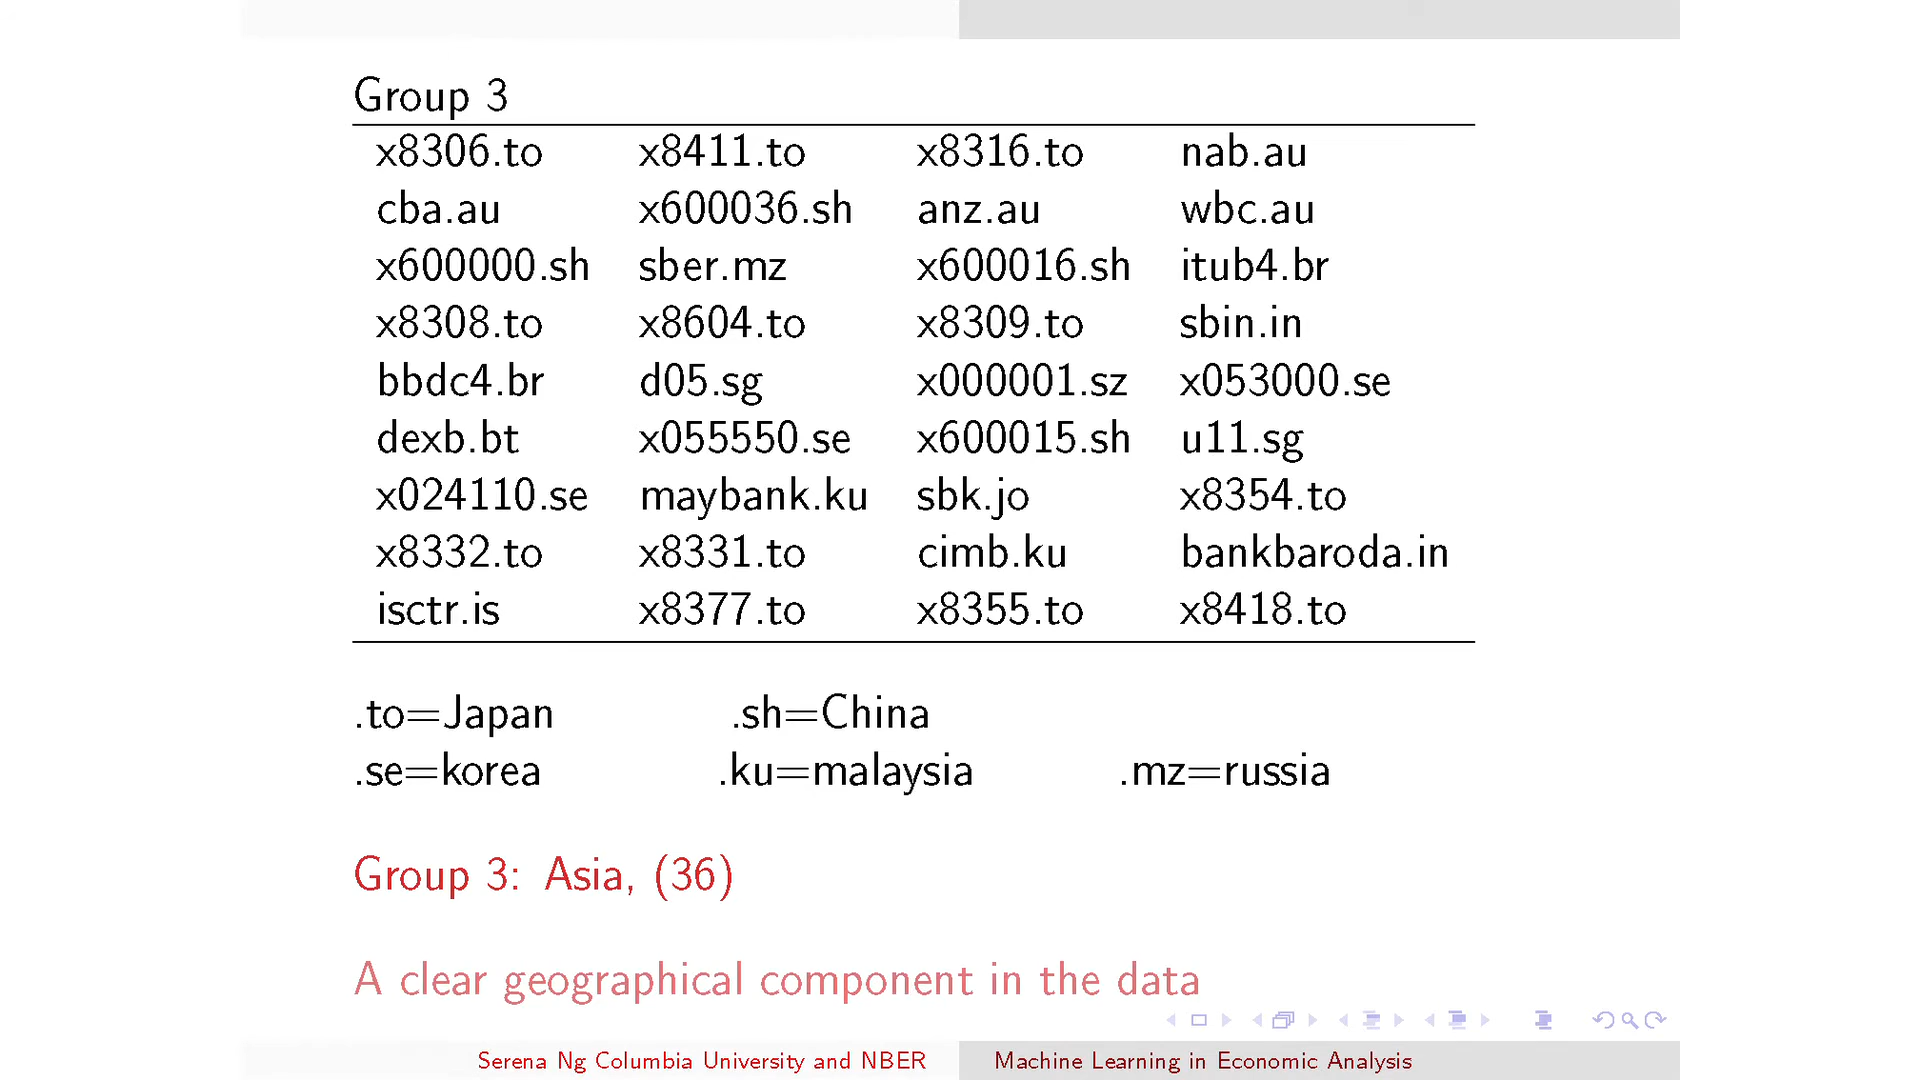 Group 3
x8306.to x8411.to x8316.to nab.au
cba.au x600036.sh anz.au wbc.au
x600000.sh sber.mz x600016.sh itub4.br
x8308.to x8604.to x8309.to sbin.in
bbdc4.br d05.sg x000001.sz x053000.se
dexb.bt x055550.se x600015.sh u11.sg
x024110.se maybank.ku sbk.jo x8354.to
x8332.to x8331.to cimb.ku bankbaroda.in
isctr.is x8377.to x8355.to x8418.to
.to=Japan .sh=China
.se=korea .ku=malaysia .mz=russia
Group 3: Asia, (36)
A clear geographical component in the data
Serena Ng Columbia University and NBER Machine Learning in Economic Analysis